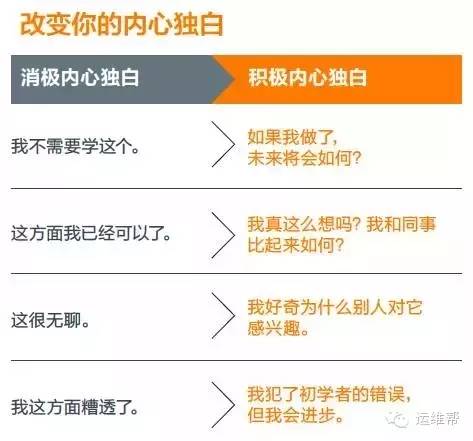 改变你的内心独白
消极内心独白
积极内心独白
我不需要学这个。
如果我做了,
未来将会如何?
这方面我已经可以了。
我真这么想吗? 我和同事
比起来如何?
这很无聊。
我好奇为什么别人对它
感兴趣。
我这方面糟透了。
我犯了初学者的错误,
但我会进步。
运维帮